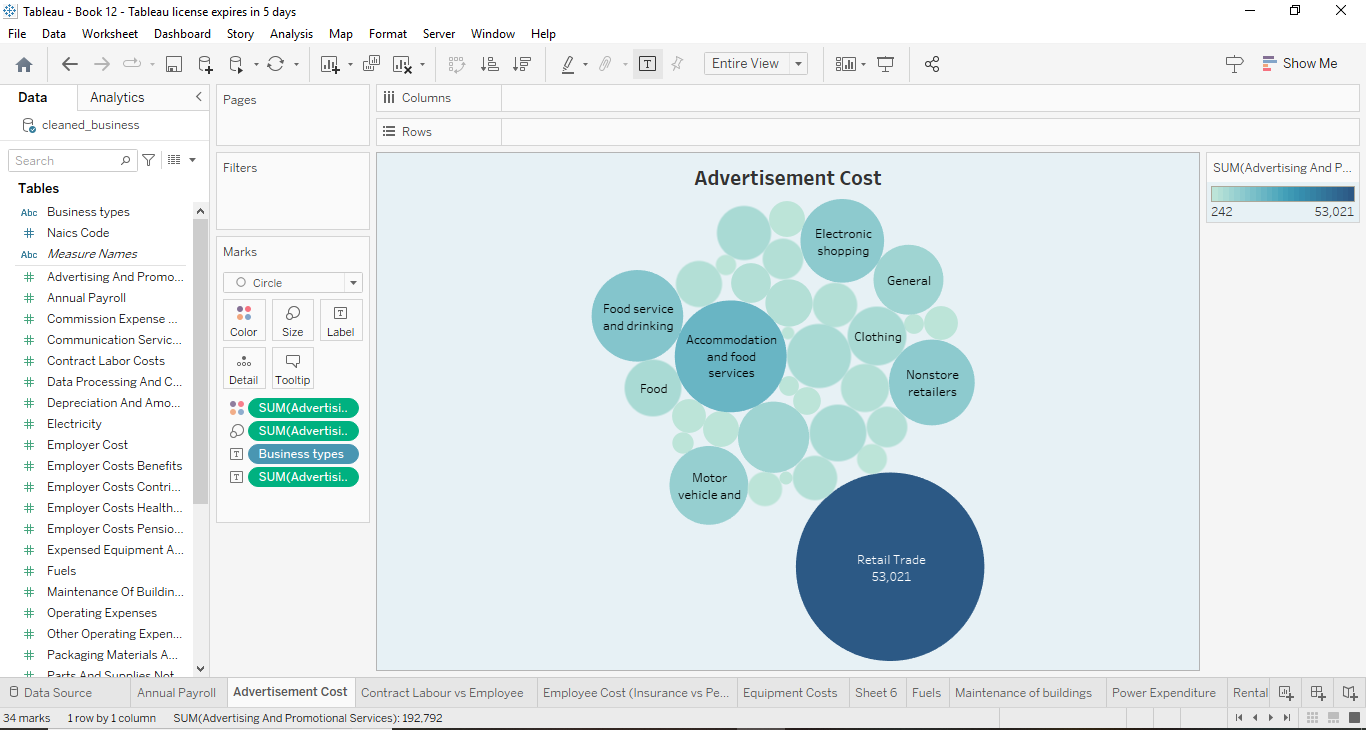 Tableau - Book 12 - Tableau license expires in 5 days
File Data Worksheet Dashboard Story Analysis Map Format Server Window Help
Entire View
Show Me
Data
Analytics
cleaned_business
Search
Tables
Abc Business types
# Naics Code
Abc Measure Names
# Advertising And Promo...
# Annual Payroll
# Commission Expense ...
# Communication Servic...
# Contract Labor Costs
# Data Processing And C...
# Depreciation And Amo...
# Electricity
# Employer Cost
# Employer Costs Benefits
# Employer Costs Contri...
# Employer Costs Health...
# Employer Costs Pensio...
# Expensed Equipment A...
# Fuels
# Maintenance Of Buildin...
# Operating Expenses
# Other Operating Expen...
# Packaging Materials A...
# Parts And Supplies Not
Pages
Filters
Marks
Circle
Color
Size
T
Label
Detail
Tooltip
SUM(Advertisi..
SUM(Advertisi..
T Business types
T SUM(Advertisi..
Columns
Rows
Advertisement Cost
Electronic
shopping
General
Food service
and drinking
Accommodation
and food
services
Clothing
Nonstore
retailers
Food
Motor
vehicle and
Retail Trade
53,021
SUM(Advertising And P...
242 53,021
Data Source
Annual Payroll
Advertisement Cost
Contract Labour vs Employee
Employee Cost (Insurance vs Pe...
Equipment Costs
Sheet 6
Fuels
Maintenance of buildings
Power Expenditure
Rental
34 marks 1 row by 1 column SUM(Advertising And Promotional Services): 192,792